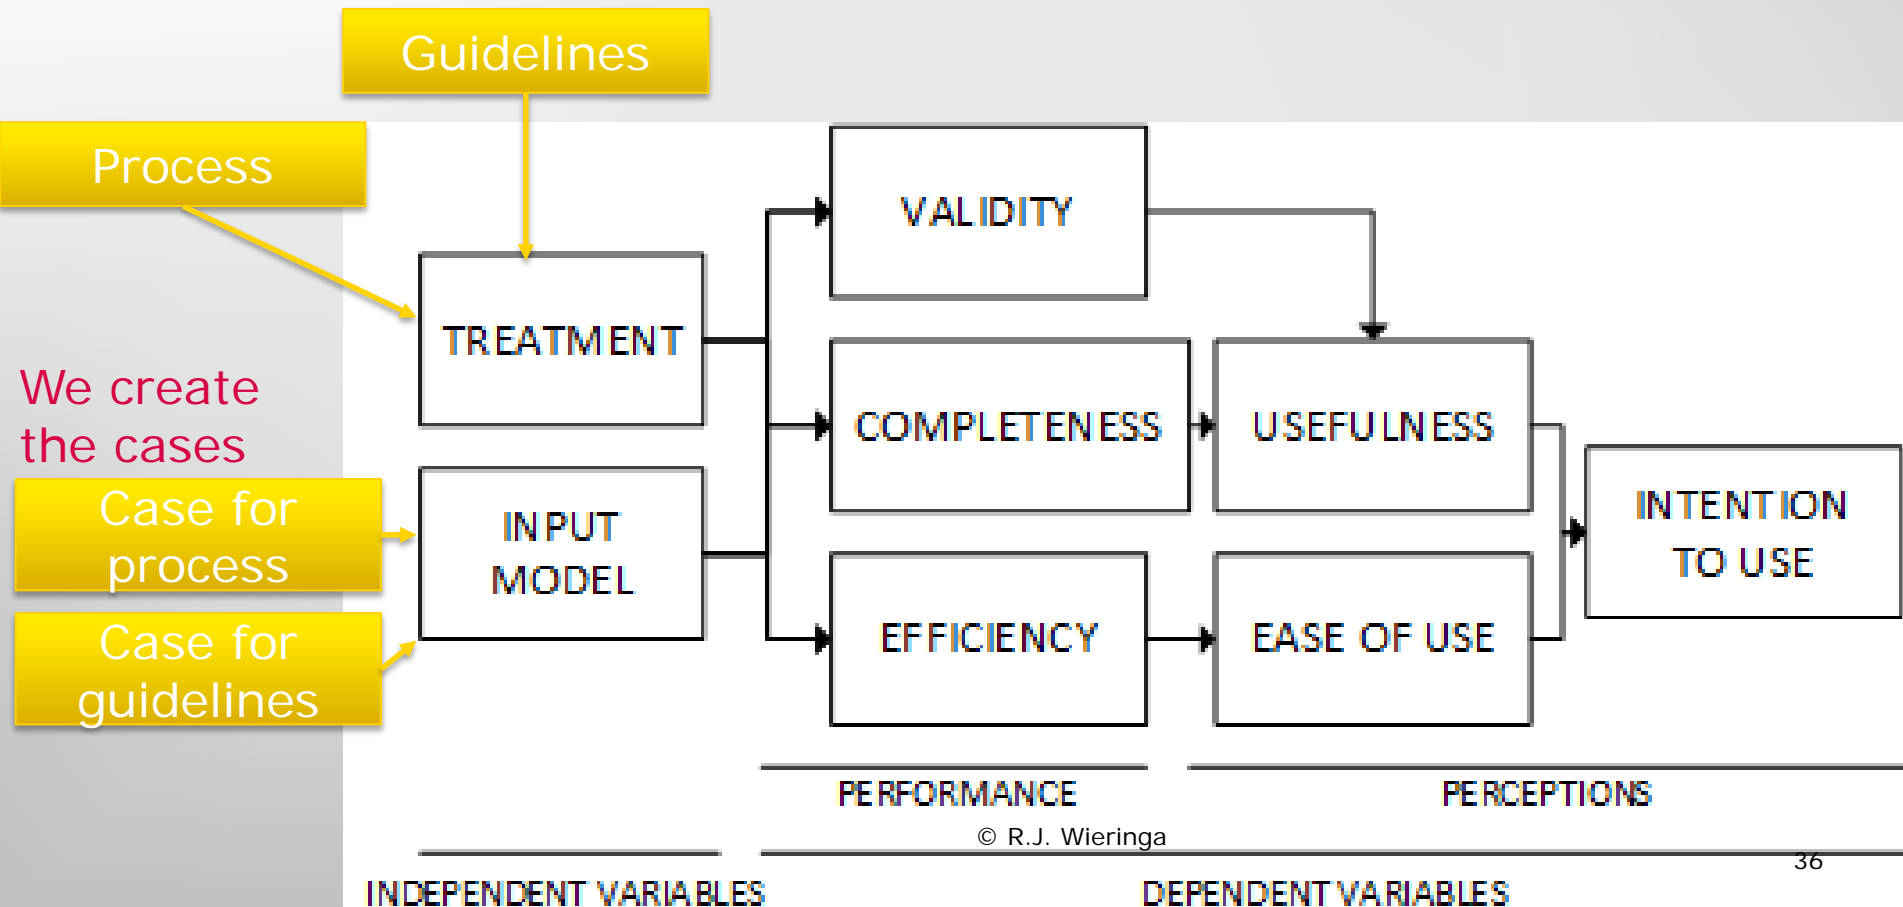 Guidelines
Process
VALIDITY
TREATMENT
We create
the cases
COMPLETENESS
USEFULNESS
Case for
process
INPUT
MODEL
INTENTION
TO USE
Case for
guidelines
EFFICIENCY
EASE OF USE
PERFORMANCE
PERCEPTIONS
© R.J. Wieringa
36
INDEPENDENT VARIABLES
DEPENDENT VARIABLES